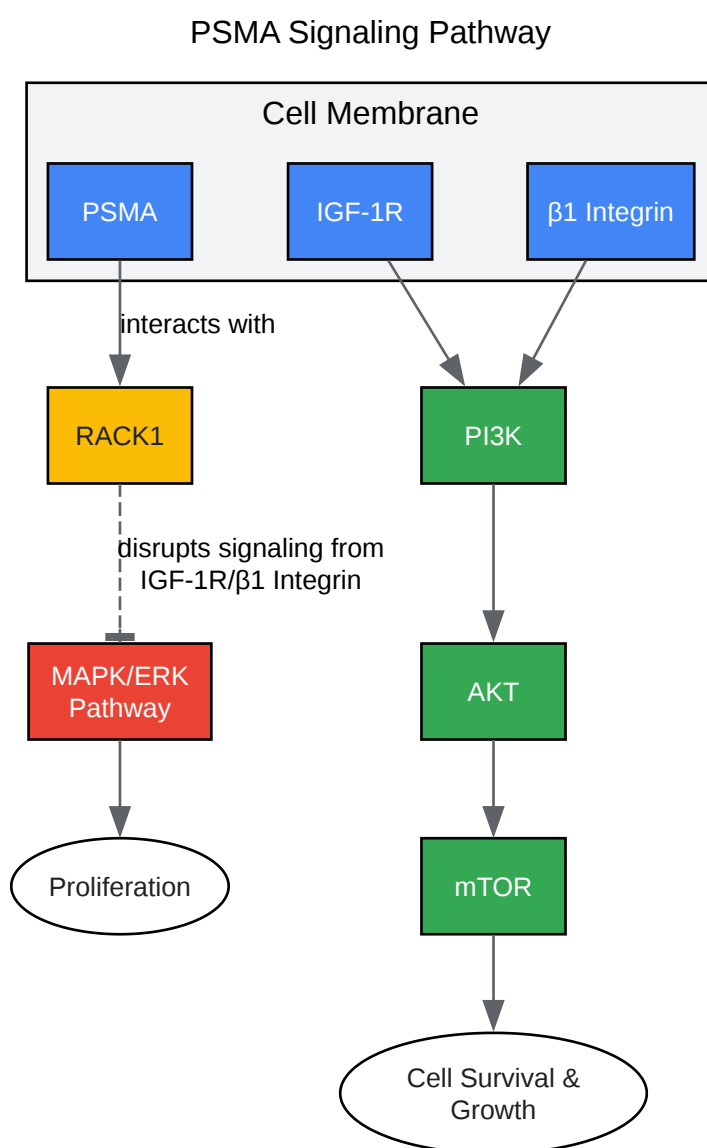 PSMA Signaling Pathway
Cell Membrane
PSMA
IGF-1R
β1 Integrin
interacts with
RACK1
PI3K
disrupts signaling from
IGF-1R/β1 Integrin
MAPK/ERK
Pathway
AKT
Proliferation
mTOR
Cell Survival &
Growth